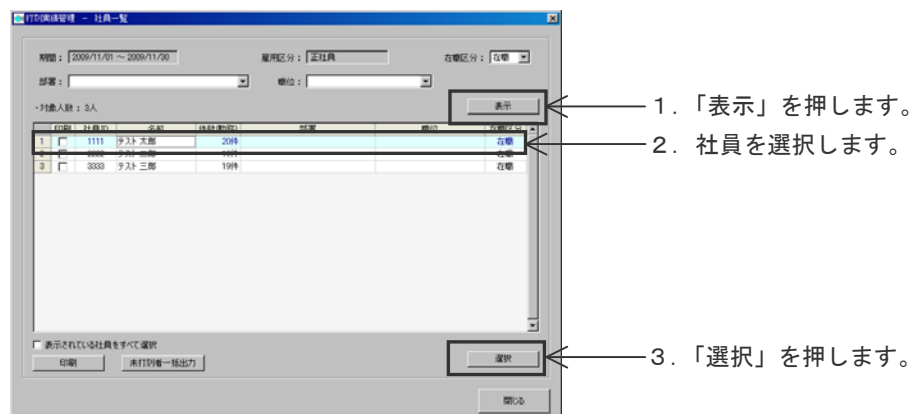 打刻実績管理 － 社員一覧
期間： 2009/11/01 ～ 2009/11/30 雇用区分： 正社員 在職区分： 在職
部署： 職位：
・対象人数： 3人 表示
1．「表示」を押します。
印刷 社員ID 名前 部署 職位 在職区分
1 1111 テスト 太郎 20件 在職
2．社員を選択します。
2 2222
3 3333 テスト 三郎 19件 在職
表示されている社員をすべて選択
印刷 未打刻者一括出力 選択
3．「選択」を押します。
閉じる